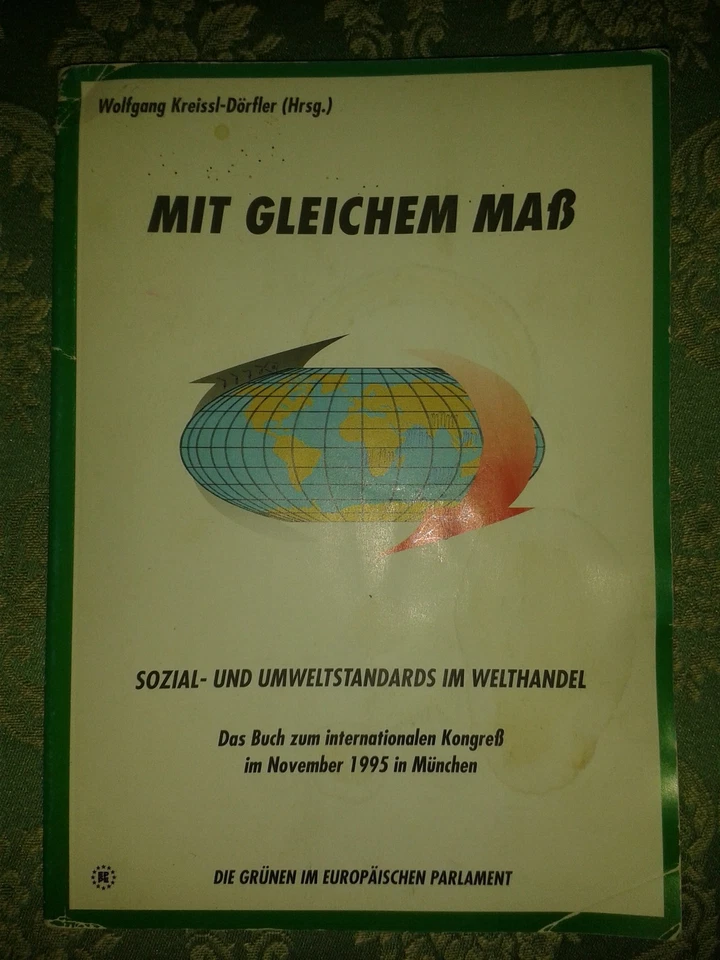 Wolfgang Kreissl-Dörfler (Hrsg.)
MIT GLEICHEM MAß
SOZIAL- UND UMWELTSTANDARDS IM WELTHANDEL
Das Buch zum internationalen Kongreß
im November 1995 in München
DIE GRÜNEN IM EUROPÄISCHEN PARLAMENT